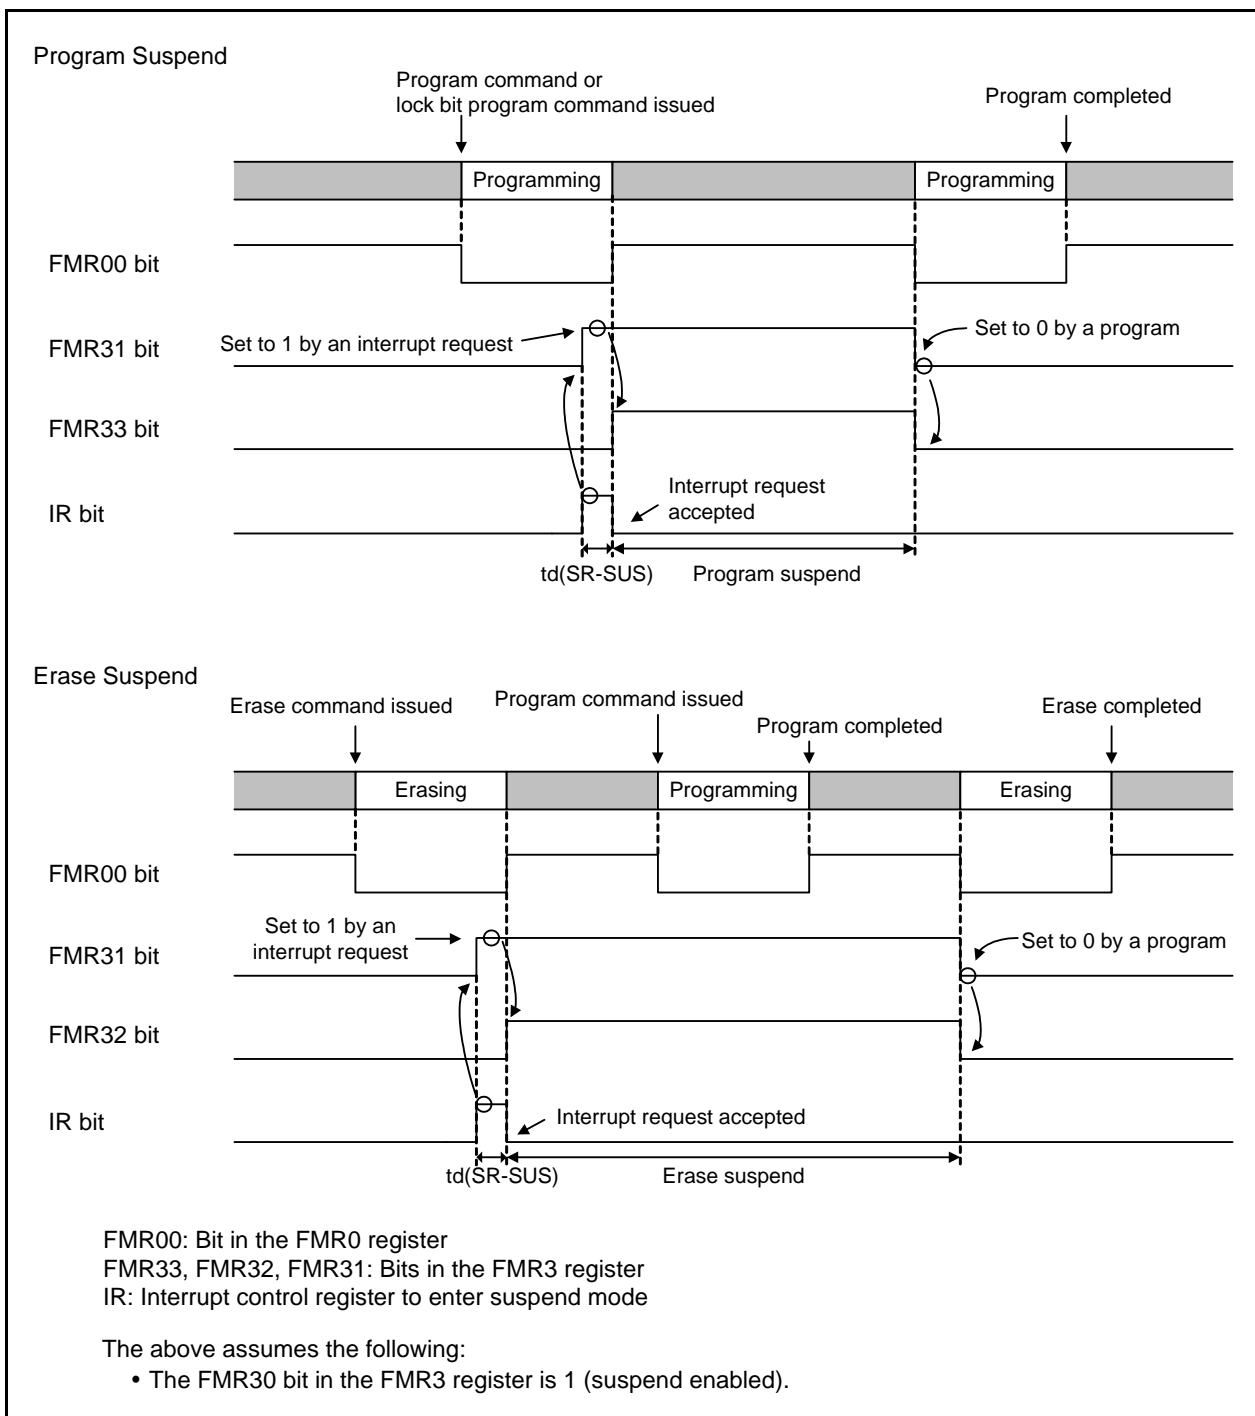 Program Suspend
Program command or
lock bit program command issued
Program completed
Programming
Programming
FMR00 bit
Set to 1 by an interrupt request
Set to 0 by a program
FMR31 bit
FMR33 bit
Interrupt request
accepted
IR bit
td(SR-SUS)
Program suspend
Erase Suspend
Erase command issued
Program command issued
Program completed
Erase completed
Erasing
Programming
Erasing
FMR00 bit
Set to 1 by an
interrupt request
Set to 0 by a program
FMR31 bit
FMR32 bit
Interrupt request accepted
IR bit
td(SR-SUS)
Erase suspend
FMR00: Bit in the FMR0 register
FMR33, FMR32, FMR31: Bits in the FMR3 register
IR: Interrupt control register to enter suspend mode
The above assumes the following:
• The FMR30 bit in the FMR3 register is 1 (suspend enabled).